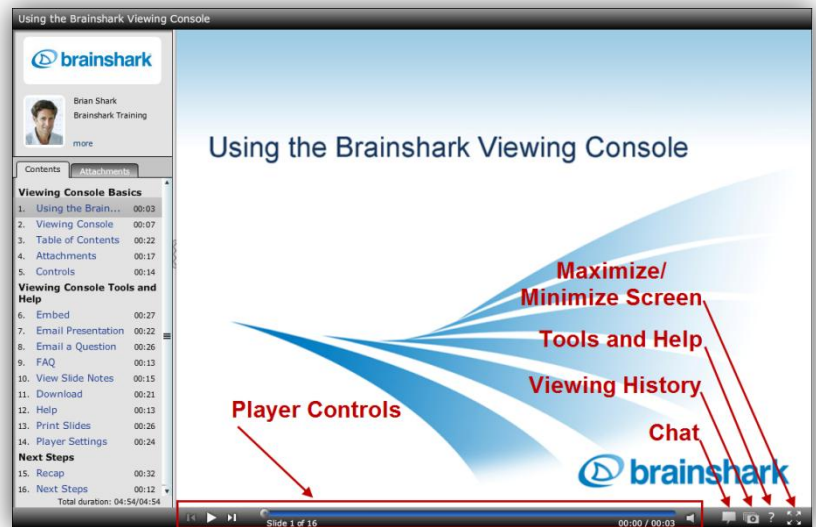 Using the Brainshark Viewing Console
brainshark
Brian Shark
Brainshark Training
more
Contents
Attachments
Viewing Console Basics
1. Using the Brain... 00:03
2. Viewing Console 00:07
3. Table of Contents 00:22
4. Attachments 00:17
5. Controls 00:14
Viewing Console Tools and
Help
6. Embed 00:27
7. Email Presentation 00:22
8. Email a Question 00:26
9. FAQ 00:13
10. View Slide Notes 00:15
11. Download 00:21
12. Help 00:13
13. Print Slides 00:26
14. Player Settings 00:24
Next Steps
15. Recap 00:32
16. Next Steps 00:12
Total duration: 04:54/04:54
Using the Brainshark Viewing Console
Maximize/
Minimize Screen
Tools and Help
Viewing History
Player Controls
Chat
brainshark
Slide 1 of 16
00:00 / 00:03
?